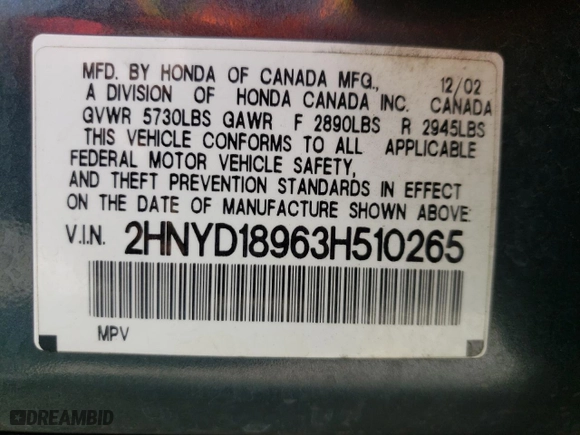 MFD. BY HONDA OF CANADA MFG., 12/02
A DIVISION OF HONDA CANADA INC. CANADA
GVWR 5730LBS GAWR F 2890LBS R 2945LBS
THIS VEHICLE CONFORMS TO ALL APPLICABLE
FEDERAL MOTOR VEHICLE SAFETY,
AND THEFT PREVENTION STANDARDS IN EFFECT
ON THE DATE OF MANUFACTURE SHOWN ABOVE.
V.I.N. 2HNYD18963H510265
MPV
DREAMBID